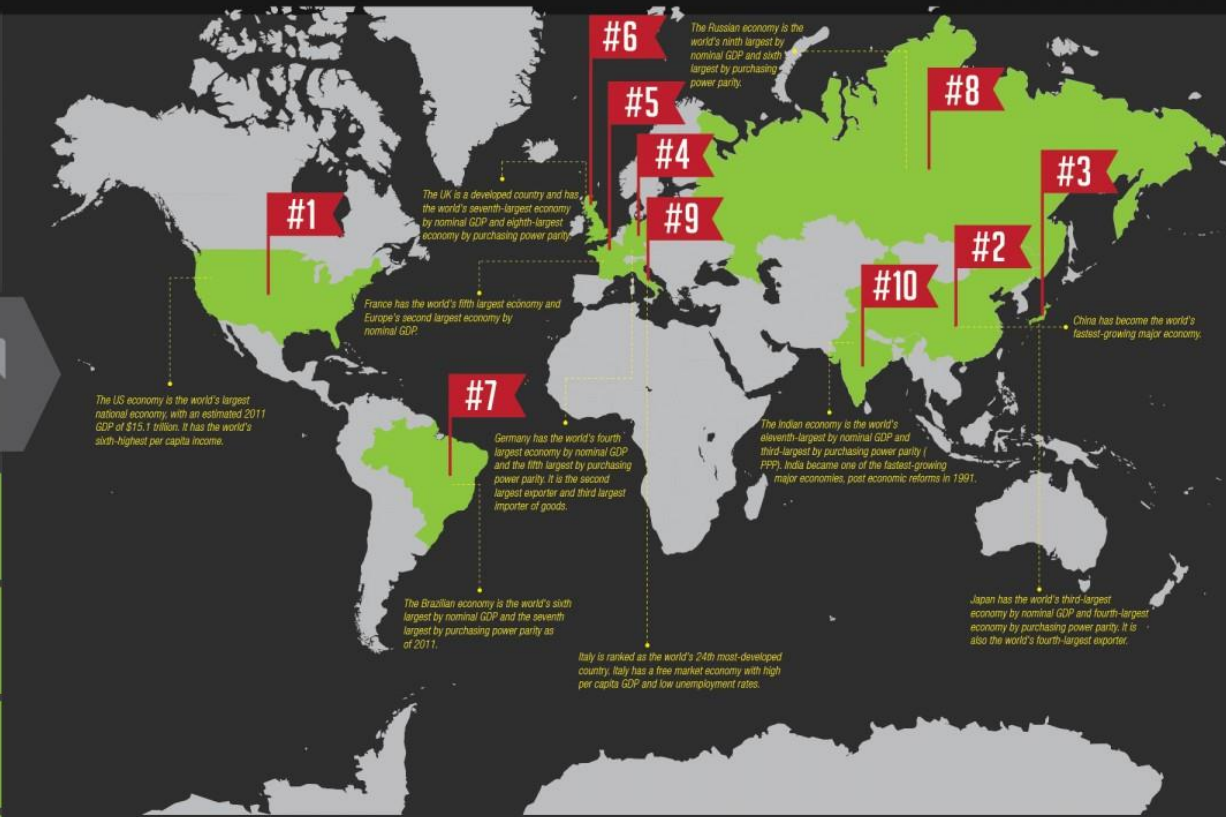 #6
The Russian economy is the
world's ninth largest by
nominal GDP and sixth
largest by purchasing
power parity.
#8
#5
#4
#3
The UK is a developed country and has
the world's seventh-largest economy
by nominal GDP and eighth-largest
economy by purchasing power parity.
#1
#9
#2
#10
France has the world's fifth largest economy and
Europe's second largest economy by
nominal GDP.
China has become the world's
fastest-growing major economy.
The US economy is the world's largest
national economy, with an estimated 2011
GDP of $15.1 trillion. It has the world's
sixth-highest per capita income.
#7
Germany has the world's fourth
largest economy by nominal GDP
and the fifth largest by purchasing
power parity. It is the second
largest exporter and third largest
importer of goods.
The Indian economy is the world's
eleventh-largest by nominal GDP and
third-largest by purchasing power parity (
PPP). India became one of the fastest-growing
major economies, post economic reforms in 1991.
The Brazilian economy is the world's sixth
largest by nominal GDP and the seventh
largest by purchasing power parity as
of 2011.
Japan has the world's third-largest
economy by nominal GDP and fourth-largest
economy by purchasing power parity. It is
also the world's fourth-largest exporter.
Italy is ranked as the world's 24th most-developed
country. Italy has a free market economy with high
per capita GDP and low unemployment rates.